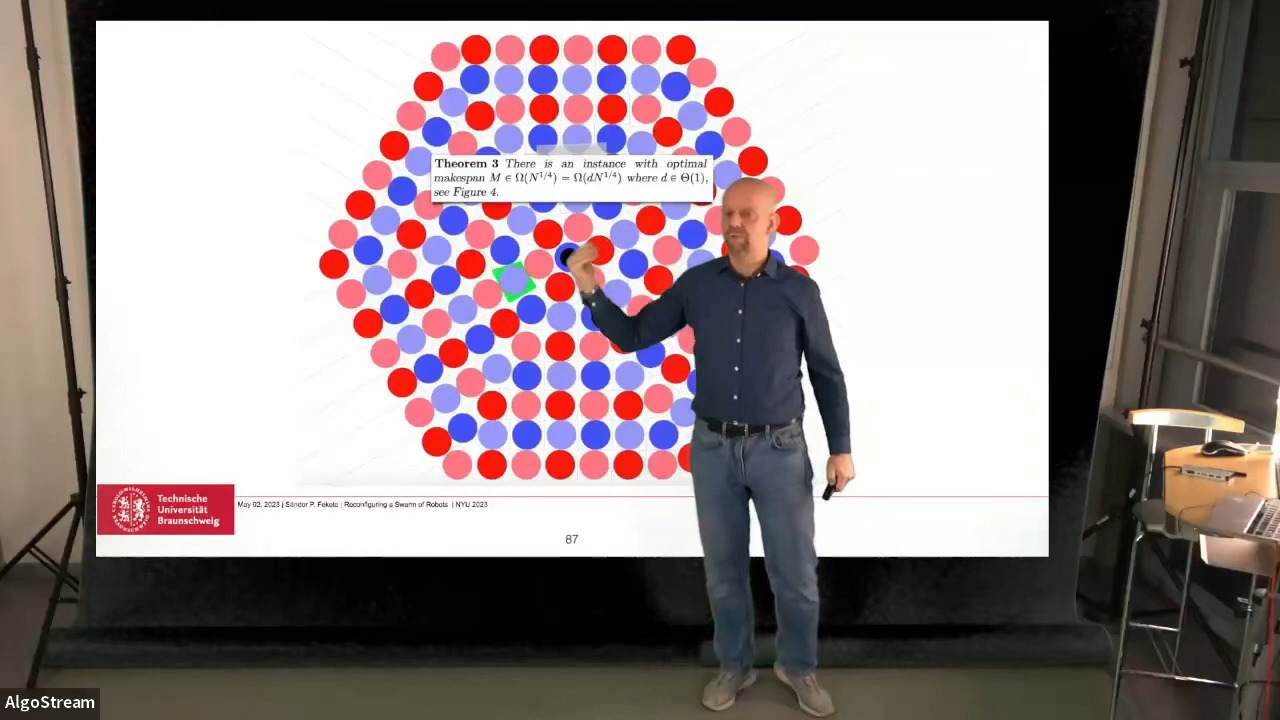 Theorem 3 There is an instance with optimal
makespan M ∈ Ω(N^{1/4}) = Ω(dN^{1/4}) where d ∈ Θ(1),
see Figure 4.
Technische
Universität
Braunschweig
May 02, 2023 | Sándor P. Fekete | Reconfiguring a Swarm of Robots | NYU 2023
87
AlgoStream